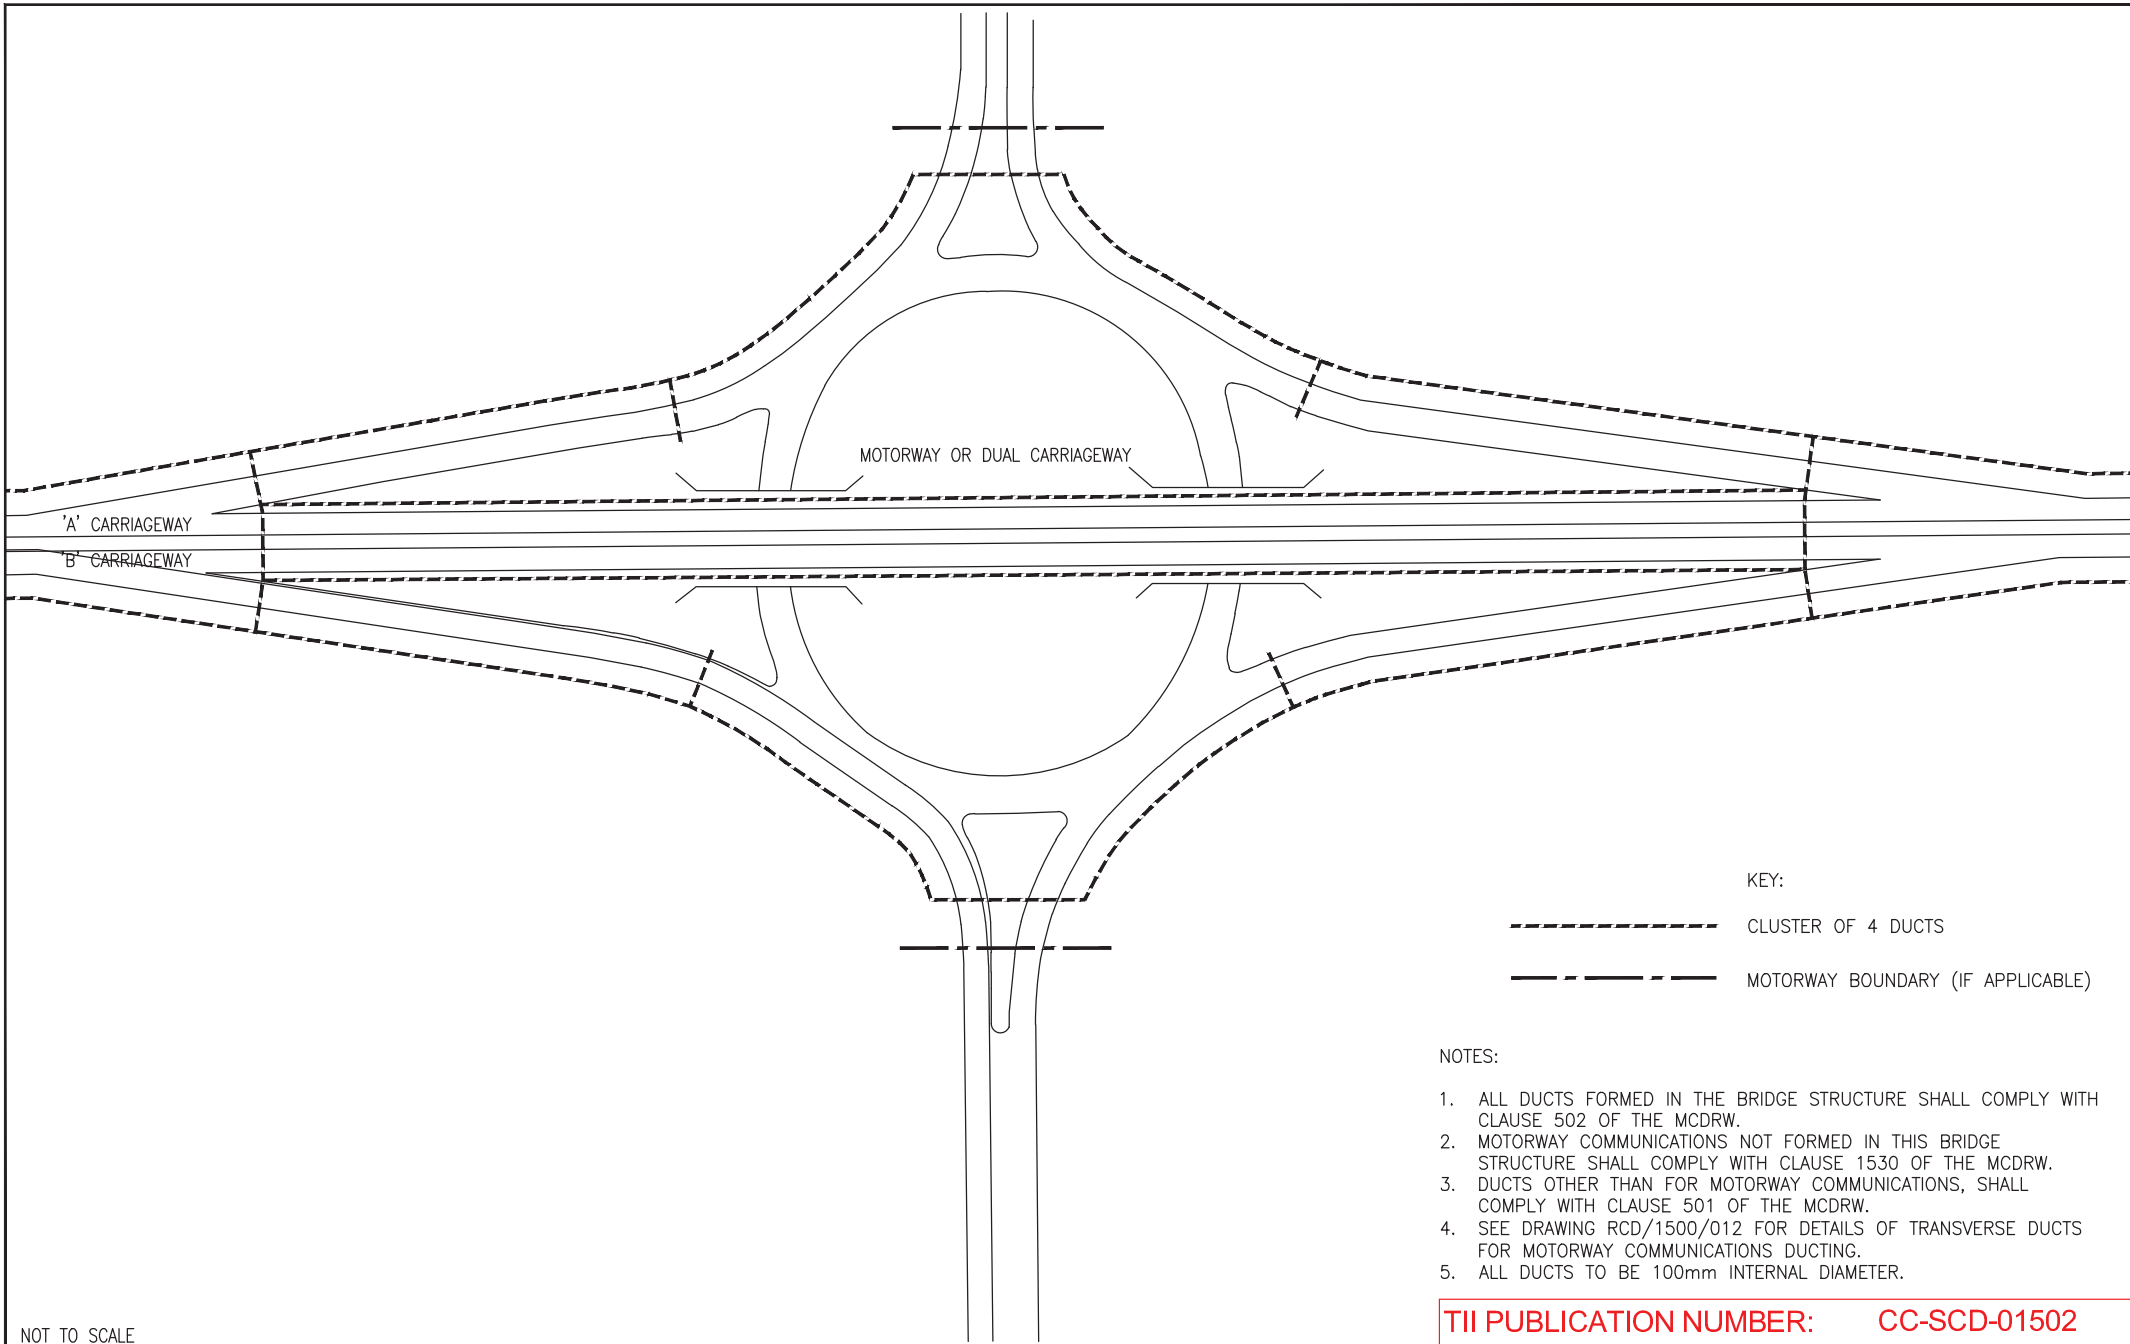 MOTORWAY OR DUAL CARRIAGEWAY
'A' CARRIAGEWAY
'B' CARRIAGEWAY
KEY:
CLUSTER OF 4 DUCTS
MOTORWAY BOUNDARY (IF APPLICABLE)
NOTES:
1. ALL DUCTS FORMED IN THE BRIDGE STRUCTURE SHALL COMPLY WITH
CLAUSE 502 OF THE MCDRW.
2. MOTORWAY COMMUNICATIONS NOT FORMED IN THIS BRIDGE
STRUCTURE SHALL COMPLY WITH CLAUSE 1530 OF THE MCDRW.
3. DUCTS OTHER THAN FOR MOTORWAY COMMUNICATIONS, SHALL
COMPLY WITH CLAUSE 501 OF THE MCDRW.
4. SEE DRAWING RCD/1500/012 FOR DETAILS OF TRANSVERSE DUCTS
FOR MOTORWAY COMMUNICATIONS DUCTING.
5. ALL DUCTS TO BE 100mm INTERNAL DIAMETER.
TII PUBLICATION NUMBER: CC-SCD-01502
NOT TO SCALE